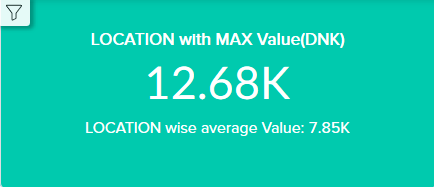 LOCATION with MAX Value(DNK)
12.68K
LOCATION wise average Value: 7.85K